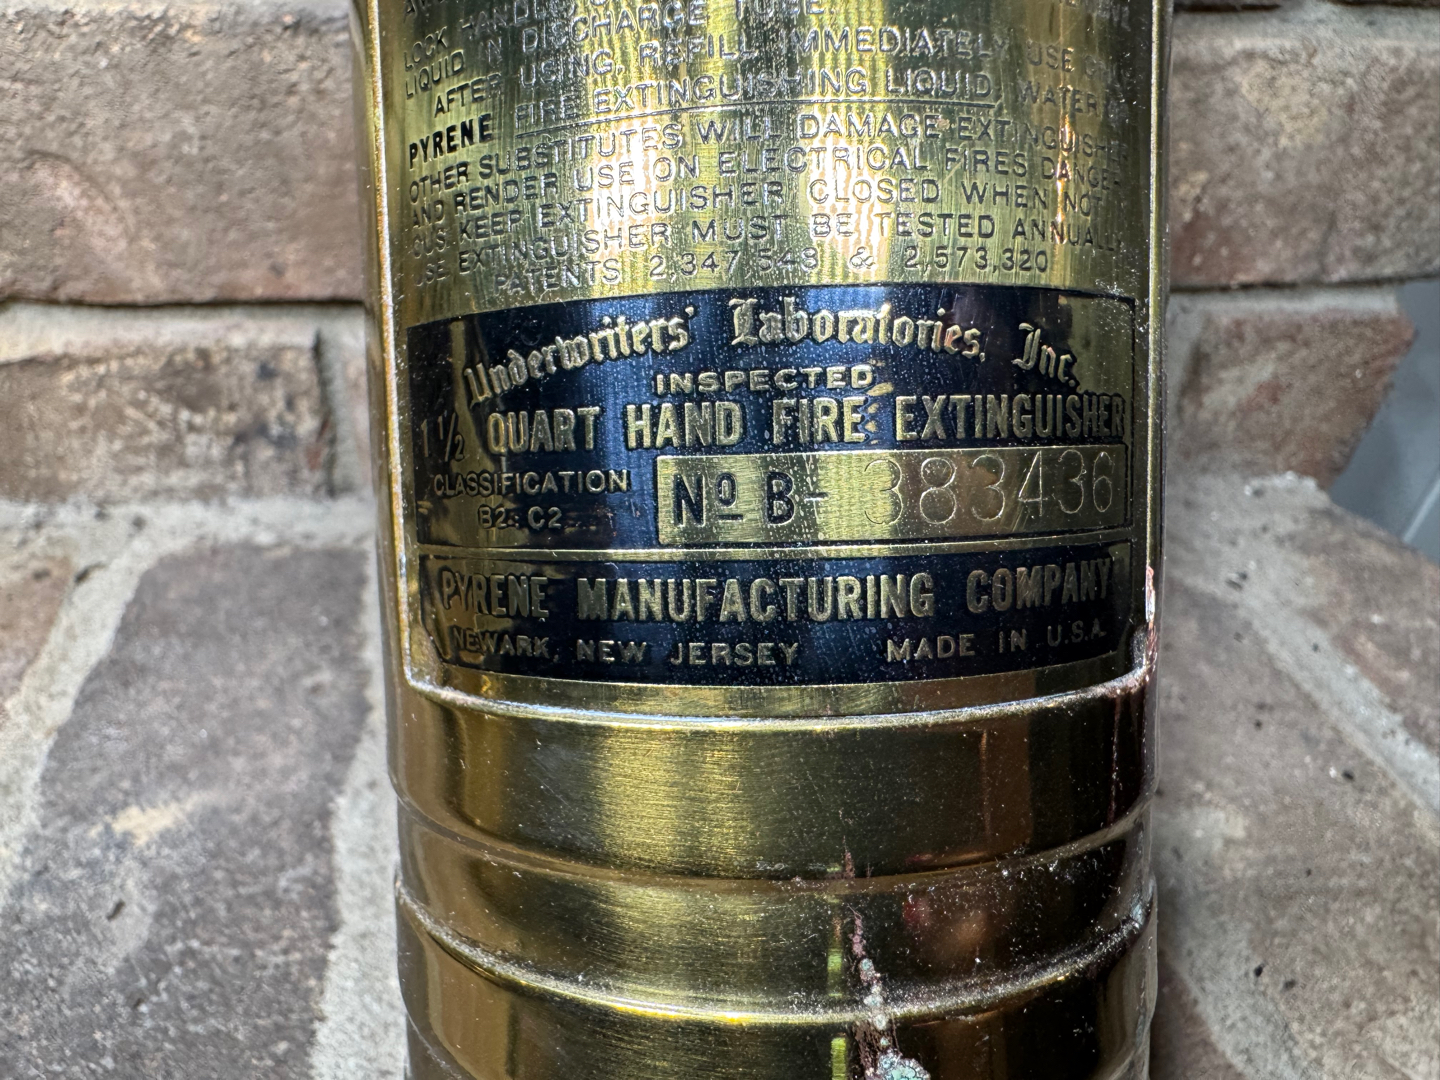 LOCK HANDLE
LIQUID IN DISCHARGE TUBE.
AFTER USING, REFILL IMMEDIATELY USE ONLY
PYRENE FIRE EXTINGUISHING LIQUID, WATER
OTHER SUBSTITUTES WILL DAMAGE EXTINGUISHER
AND RENDER USE ON ELECTRICAL FIRES DANGER-
OUS. KEEP EXTINGUISHER CLOSED WHEN NOT
USE EXTINGUISHER MUST BE TESTED ANNUALLY
PATENTS 2,347,548 & 2,573,320
Underwriters' Laboratories, Inc.
INSPECTED
1 1/2 QUART HAND FIRE EXTINGUISHER
CLASSIFICATION
B2: C2
Nº B- 383436
PYRENE MANUFACTURING COMPANY
NEWARK, NEW JERSEY MADE IN U.S.A.